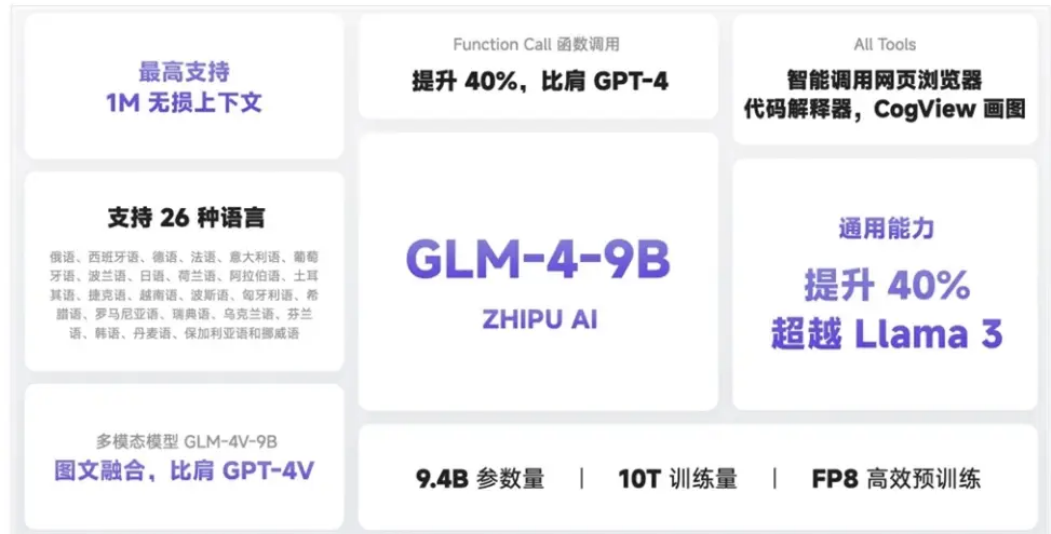 最高支持
1M 无损上下文
Function Call 函数调用
提升 40%，比肩 GPT-4
All Tools
智能调用网页浏览器
代码解释器，CogView 画图
支持 26 种语言
俄语、西班牙语、德语、法语、意大利语、葡萄
牙语、波兰语、日语、荷兰语、阿拉伯语、土耳
其语、捷克语、越南语、波斯语、匈牙利语、希
腊语、罗马尼亚语、瑞典语、乌克兰语、芬兰
语、韩语、丹麦语、保加利亚语和挪威语
GLM-4-9B
ZHIPU AI
通用能力
提升 40%
超越 Llama 3
多模态模型 GLM-4V-9B
图文融合，比肩 GPT-4V
9.4B 参数量 | 10T 训练量 | FP8 高效预训练